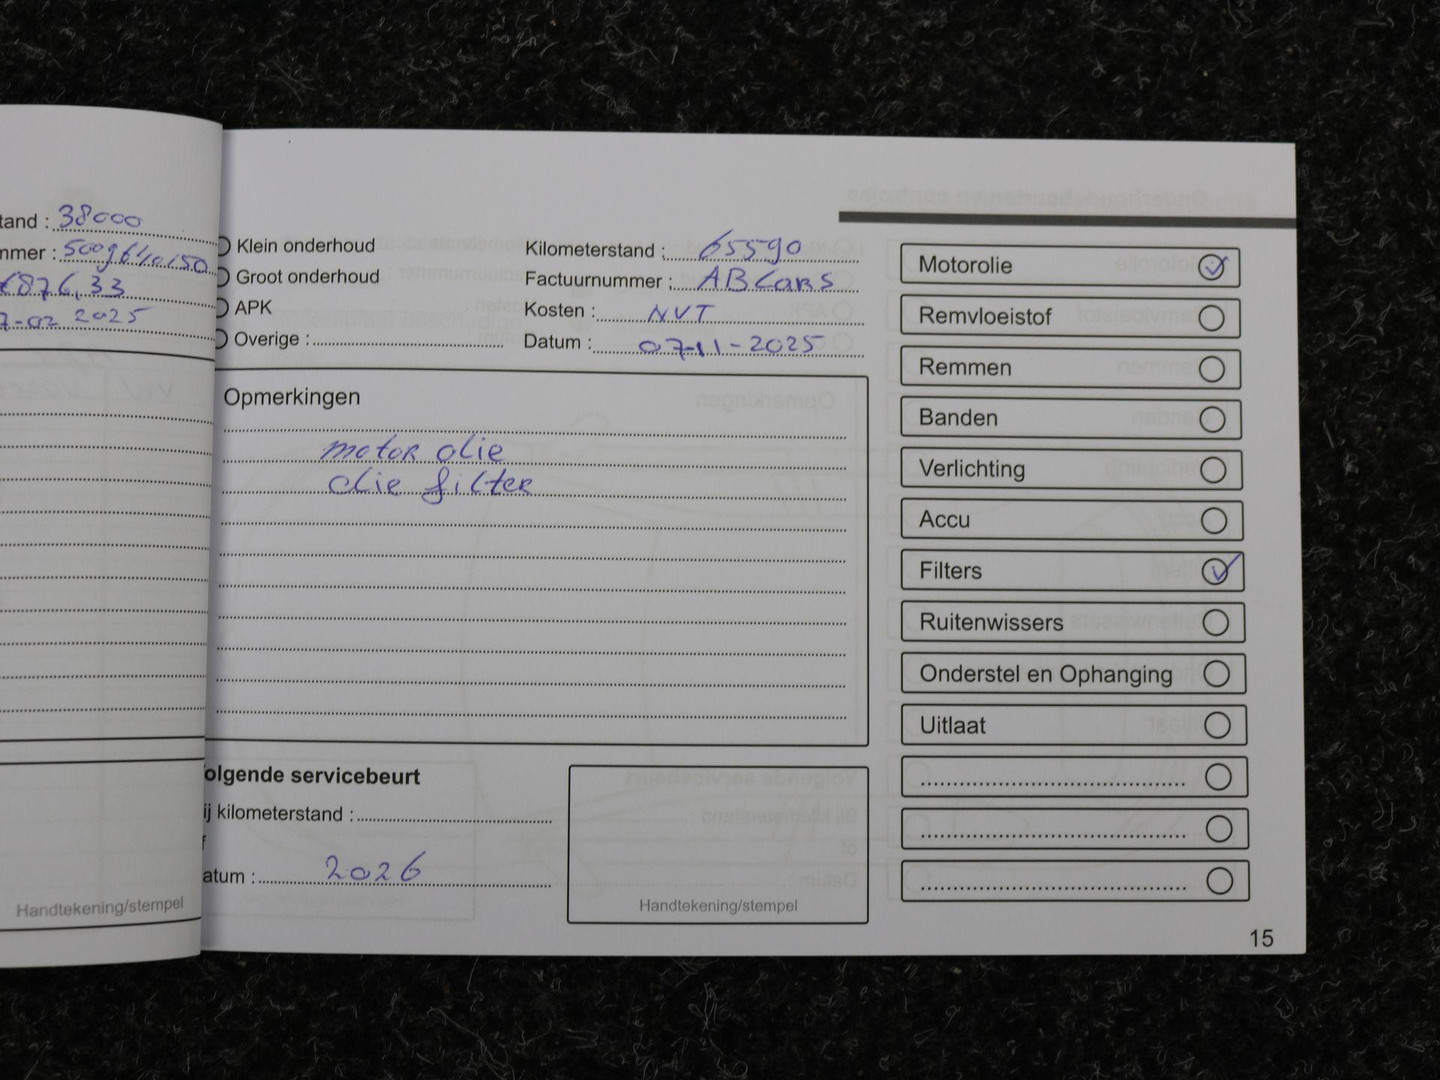 tand : 38000
mmer :
€876,33
7-02 2025
Handtekening/stempel
Klein onderhoud
Groot onderhoud
APK
Overige :
Kilometerstand : 65590
Factuurnummer : ABCars
Kosten : NVT
Datum : 07-11-2025
Opmerkingen
motor olie
olie filter
olgende servicebeurt
ij kilometerstand :
f
atum : 2026
Handtekening/stempel
Motorolie
Remvloeistof
Remmen
Banden
Verlichting
Accu
Filters
Ruitenwissers
Onderstel en Ophanging
Uitlaat
15